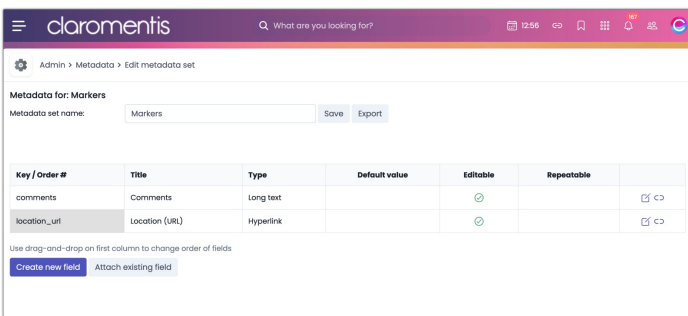 claromentis What are you looking for? 12:56 167
Admin > Metadata > Edit metadata set
Metadata for: Markers
Metadata set name: Markers Save Export
Key / Order # Title Type Default value Editable Repeatable
comments Comments Long text
location_url Location (URL) Hyperlink
Use drag-and-drop on first column to change order of fields
Create new field Attach existing field